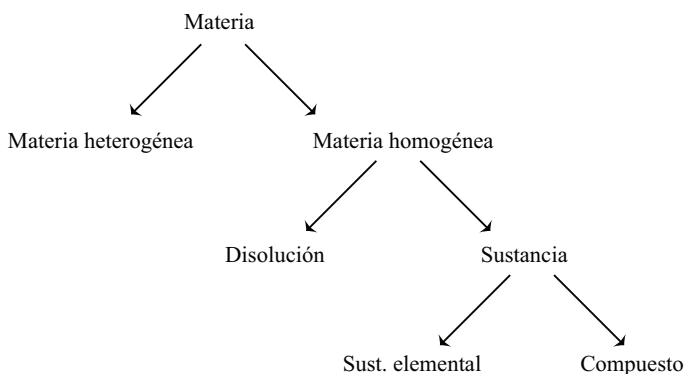 Materia
Materia heterogénea Materia homogénea
Disolución Sustancia
Sust. elemental Compuesto